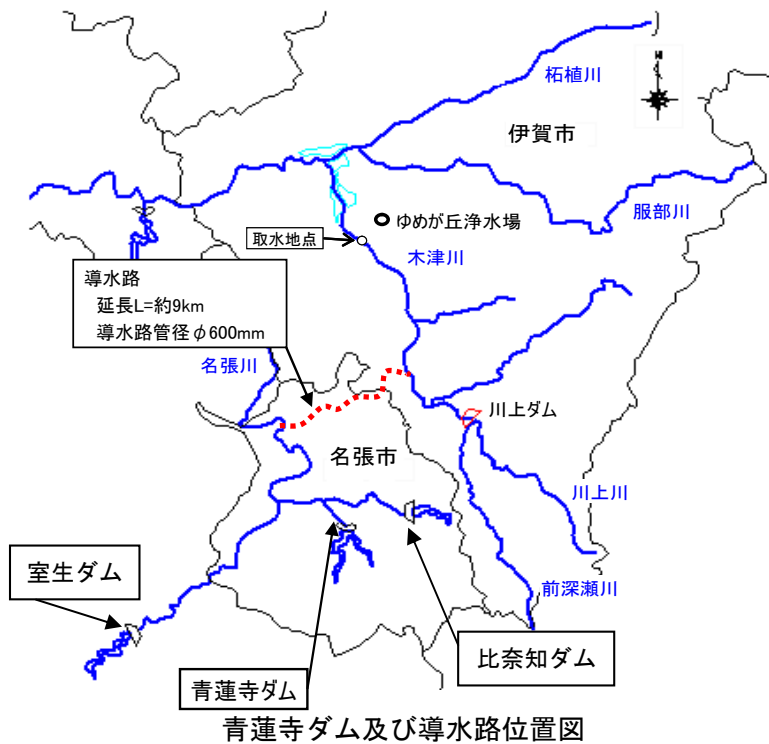 柘植川
N
伊賀市
服部川
ゆめが丘浄水場
取水地点
木津川
導水路
延長L=約9km
導水路管径φ600mm
名張川
川上ダム
名張市
川上川
室生ダム
前深瀬川
比奈知ダム
青蓮寺ダム
青蓮寺ダム及び導水路位置図